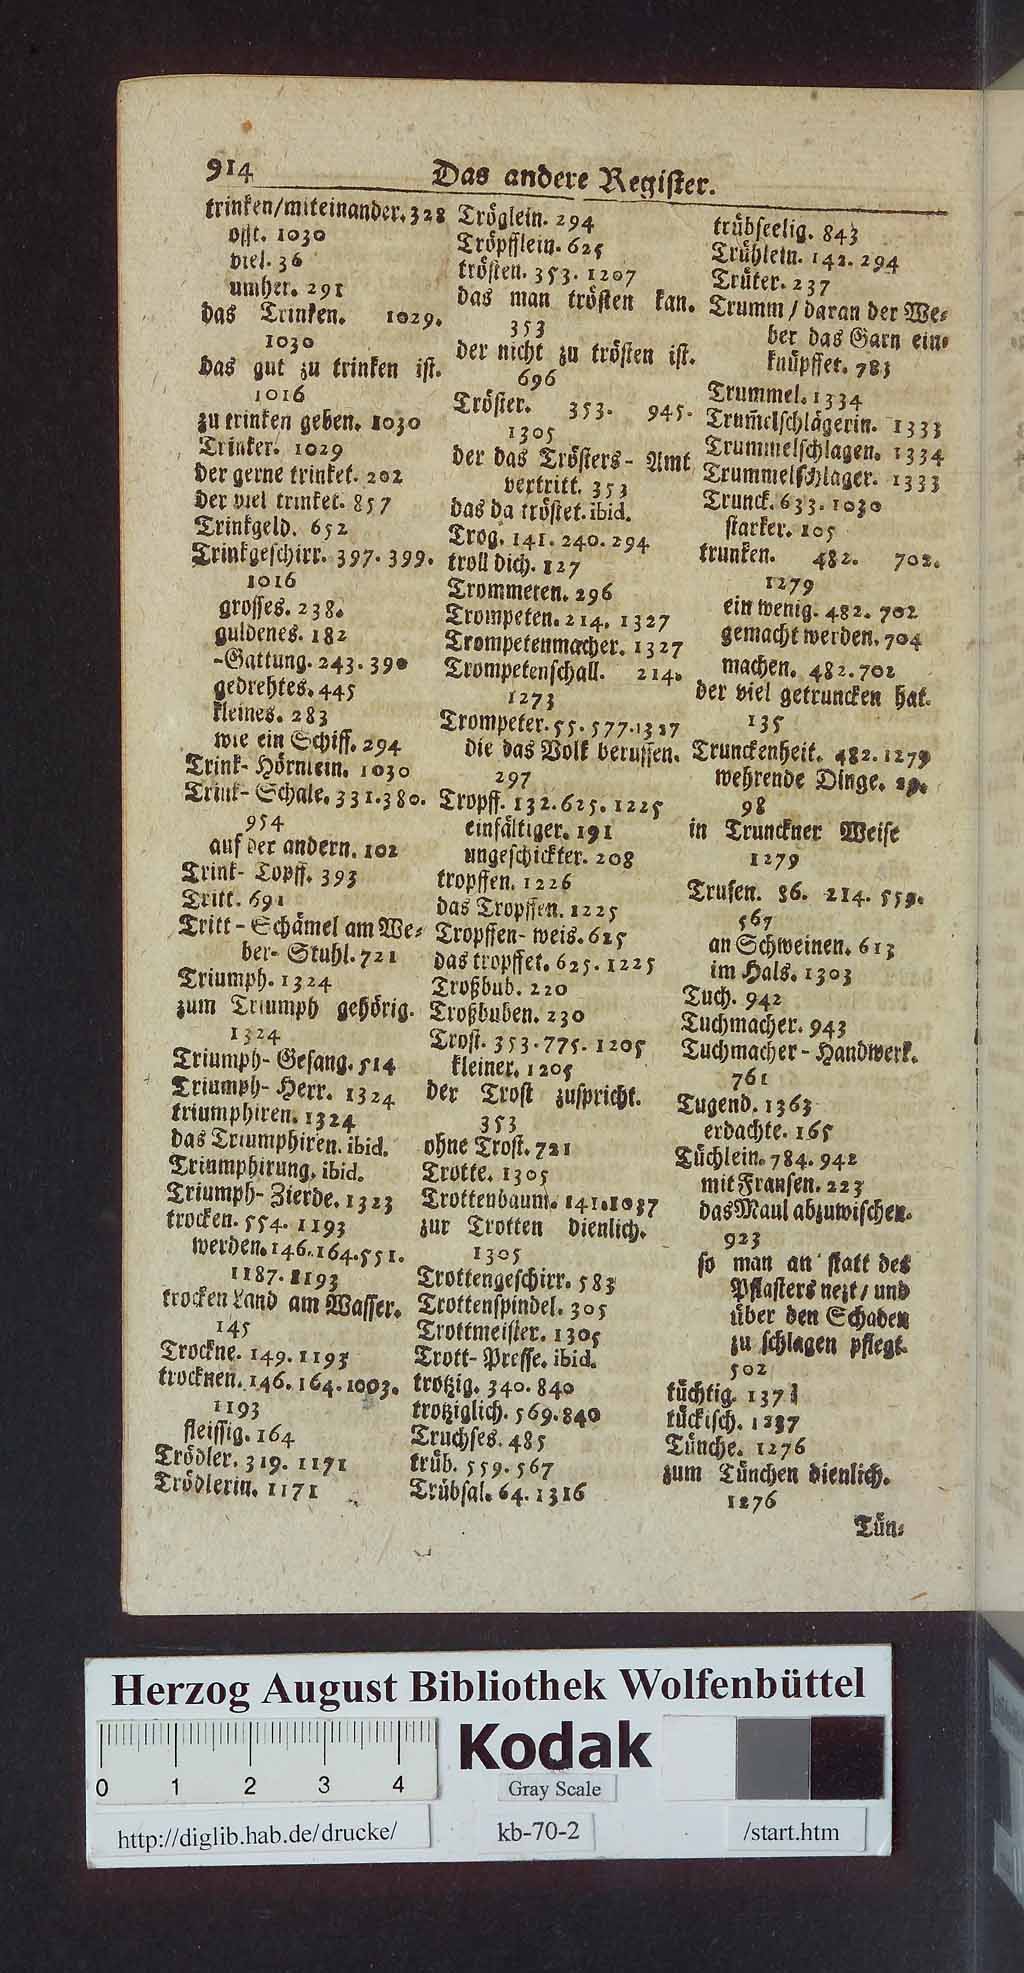 914
Das andere Register.
trinken/miteinander. 328
offt. 1030
viel. 36
umher. 291
das Trinken. 1029.
1030
das gut zu trinken ist.
1016
zu trinken geben. 1030
Trinker. 1029
der gerne trinket. 202
der viel trinket. 857
Trinkgeld. 652
Trinkgeschirr. 397. 399.
1016
grosses. 238.
guldenes. 182
-Gattung. 243. 390
gedrehtes. 445
kleines. 283
wie ein Schiff. 294
Trink-Hörnlein. 1030
Trink-Schale. 331. 380.
954
auf der andern. 102
Trink-Topff. 393
Tritt. 691
Tritt-Schämel am We-
ber-Stuhl. 721
Triumph. 1324
zum Triumph gehörig.
1324
Triumph-Gesang. 514
Triumph-Herr. 1324
triumphiren. 1324
das Triumphiren. ibid.
Triumphirung. ibid.
Triumph-Zierde. 1323
trocken. 554. 1193
werden. 146. 164. 551.
1187. 1193
trocken Land am Wasser.
145
Trockne. 149. 1193
trocknen. 146. 164. 1003.
1193
fleissig. 164
Trödler. 319. 1171
Trödlerin. 1171
Tröglein. 294
Tröpfflein. 625
trösten. 353. 1207
das man trösten kan.
353
der nicht zu trösten ist.
696
Tröster. 353. 945.
1305
der das Trösters-Amt
vertritt. 353
das da tröstet. ibid.
Trog. 141. 240. 294
troll dich. 127
Trommeten. 296
Trompeten. 214. 1327
Trompetenmacher. 1327
Trompetenschall. 214.
1273
Trompeter. 55. 577. 1327
die das Volk beruffen.
297
Tropff. 132. 625. 1225
einfältiger. 191
ungeschickter. 208
tropffen. 1226
das Tropffen. 1225
Tropffen-weis. 625
das tropffet. 625. 1225
Troßbub. 220
Troßbuben. 230
Trost. 353. 775. 1205
kleiner. 1205
der Trost zuspricht.
353
ohne Trost. 721
Trotte. 1305
Trottenbaum. 141. 1037
zur Trotten dienlich.
1305
Trottengeschirr. 583
Trottenspindel. 305
Trottmeister. 1305
Trott-Presse. ibid.
trotzig. 340. 840
trotziglich. 569. 840
Truchses. 485
trüb. 559. 567
Trübsal. 64. 1316
trübseelig. 843
Trühlein. 142. 294
Trüter. 237
Trumm / daran der We-
ber das Garn ein-
knüpffet. 783
Trummel. 1334
Trum̃elschlägerin. 1333
Trummelschlagen. 1334
Trummelschlager. 1333
Trunck. 633. 1030
starker. 105
trunken. 482. 702.
1279
ein wenig. 482. 702
gemacht werden. 704
machen. 482. 702
der viel getruncken hat.
135
Trunckenheit. 482. 1279
wehrende Dinge. 29.
98
in Trunckner Weise
1279
Trusen. 86. 214. 559.
567
an Schweinen. 613
im Hals. 1303
Tuch. 942
Tuchmacher. 943
Tuchmacher-Handwerk.
761
Tugend. 1363
erdachte. 165
Tüchlein. 784. 942
mit Fransen. 223
das Maul abzuwischen.
923
so man an statt des
Pflasters nezt / und
über den Schaden
zu schlagen pflegt.
502
tüchtig. 137
tückisch. 1237
Tünche. 1276
zum Tünchen dienlich.
1276
Tün-
Herzog August Bibliothek Wolfenbüttel
Kodak
Gray Scale
0 1 2 3 4
http://diglib.hab.de/drucke/
kb-70-2
/start.htm